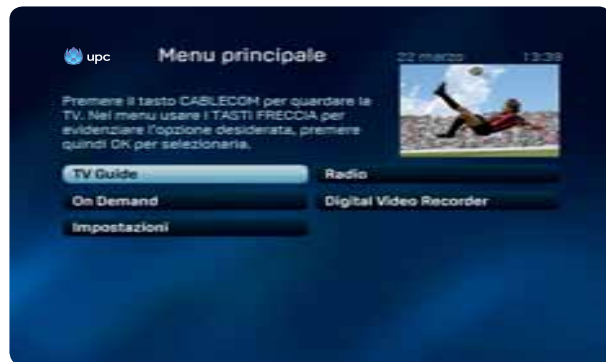 upc
Menu principale
22 marzo 13:39
Premere il tasto CABLECOM per guardare la
TV. Nel menu usare i TASTI FRECCIA per
evidenziare l'opzione desiderata, premere
quindi OK per selezionarla.
TV Guide
Radio
On Demand
Digital Video Recorder
Impostazioni